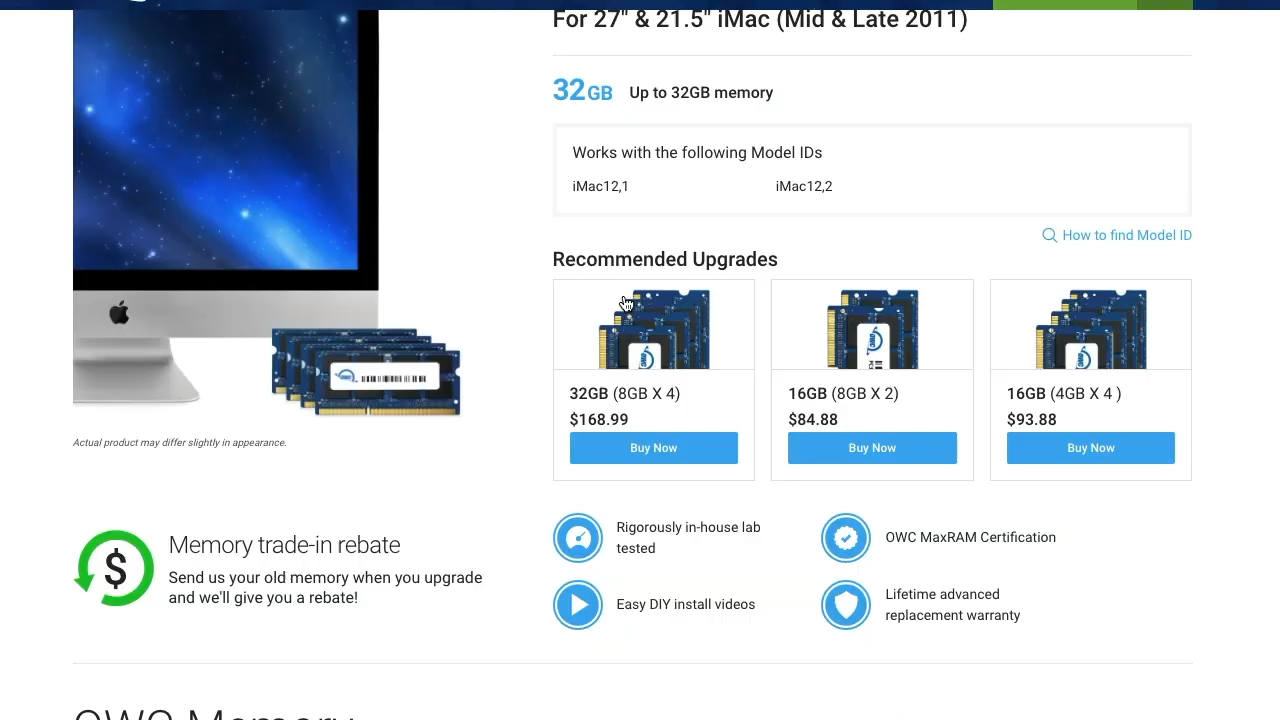 For 27" & 21.5" iMac (Mid & Late 2011)
32GB Up to 32GB memory
Works with the following Model IDs
iMac12,1 iMac12,2
How to find Model ID
Recommended Upgrades
32GB (8GB X 4)
$168.99
Buy Now
16GB (8GB X 2)
$84.88
Buy Now
16GB (4GB X 4 )
$93.88
Buy Now
Actual product may differ slightly in appearance.
$
Memory trade-in rebate
Send us your old memory when you upgrade
and we'll give you a rebate!
Rigorously in-house lab
tested
OWC MaxRAM Certification
Easy DIY install videos
Lifetime advanced
replacement warranty
OWC Memory